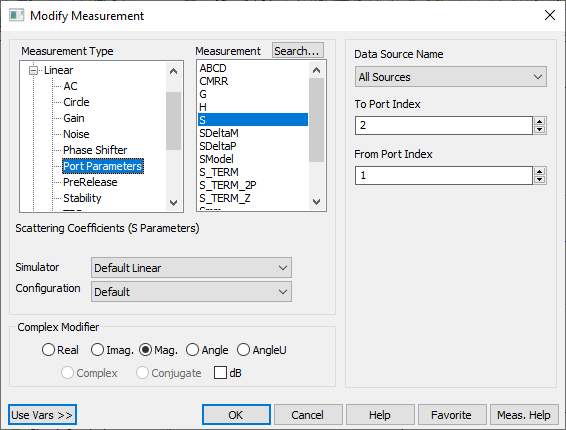 Modify Measurement
Measurement Type
Linear
AC
Circle
Gain
Noise
Phase Shifter
Port Parameters
PreRelease
Stability
Measurement
Search...
ABCD
CMRR
G
H
S
SDeltaM
SDeltaP
SModel
S_TERM
S_TERM_2P
S_TERM_Z
Scattering Coefficients (S Parameters)
Simulator
Default Linear
Configuration
Default
Complex Modifier
Real Imag. Mag. Angle AngleU
Complex Conjugate dB
Data Source Name
All Sources
To Port Index
2
From Port Index
1
Use Vars >> OK Cancel Help Favorite Meas. Help